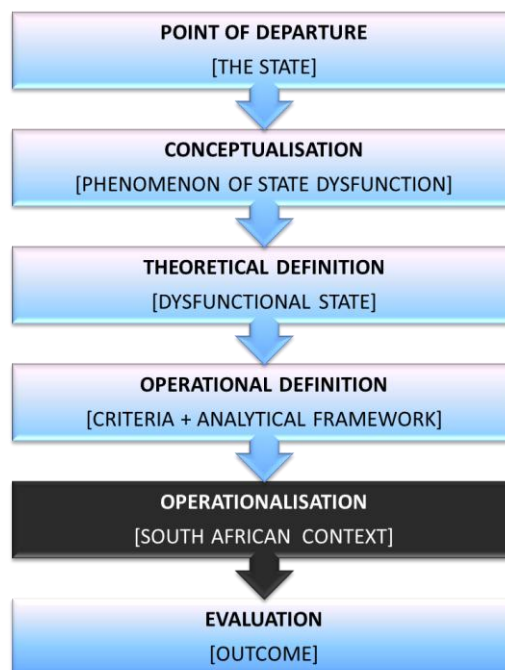 POINT OF DEPARTURE
[THE STATE]
CONCEPTUALISATION
[PHENOMENON OF STATE DYSFUNCTION]
THEORETICAL DEFINITION
[DYSFUNCTIONAL STATE]
OPERATIONAL DEFINITION
[CRITERIA + ANALYTICAL FRAMEWORK]
OPERATIONALISATION
[SOUTH AFRICAN CONTEXT]
EVALUATION
[OUTCOME]